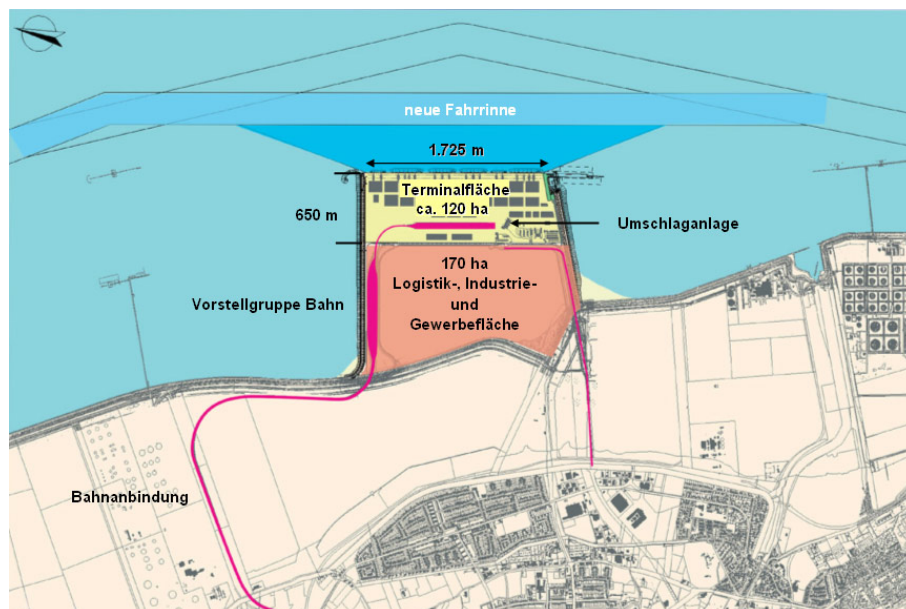 neue Fahrrinne
1.725 m
Terminalfläche
ca. 120 ha
650 m
Umschlaganlage
170 ha
Logistik-, Industrie-
und
Gewerbefläche
Vorstellgruppe Bahn
Bahnanbindung